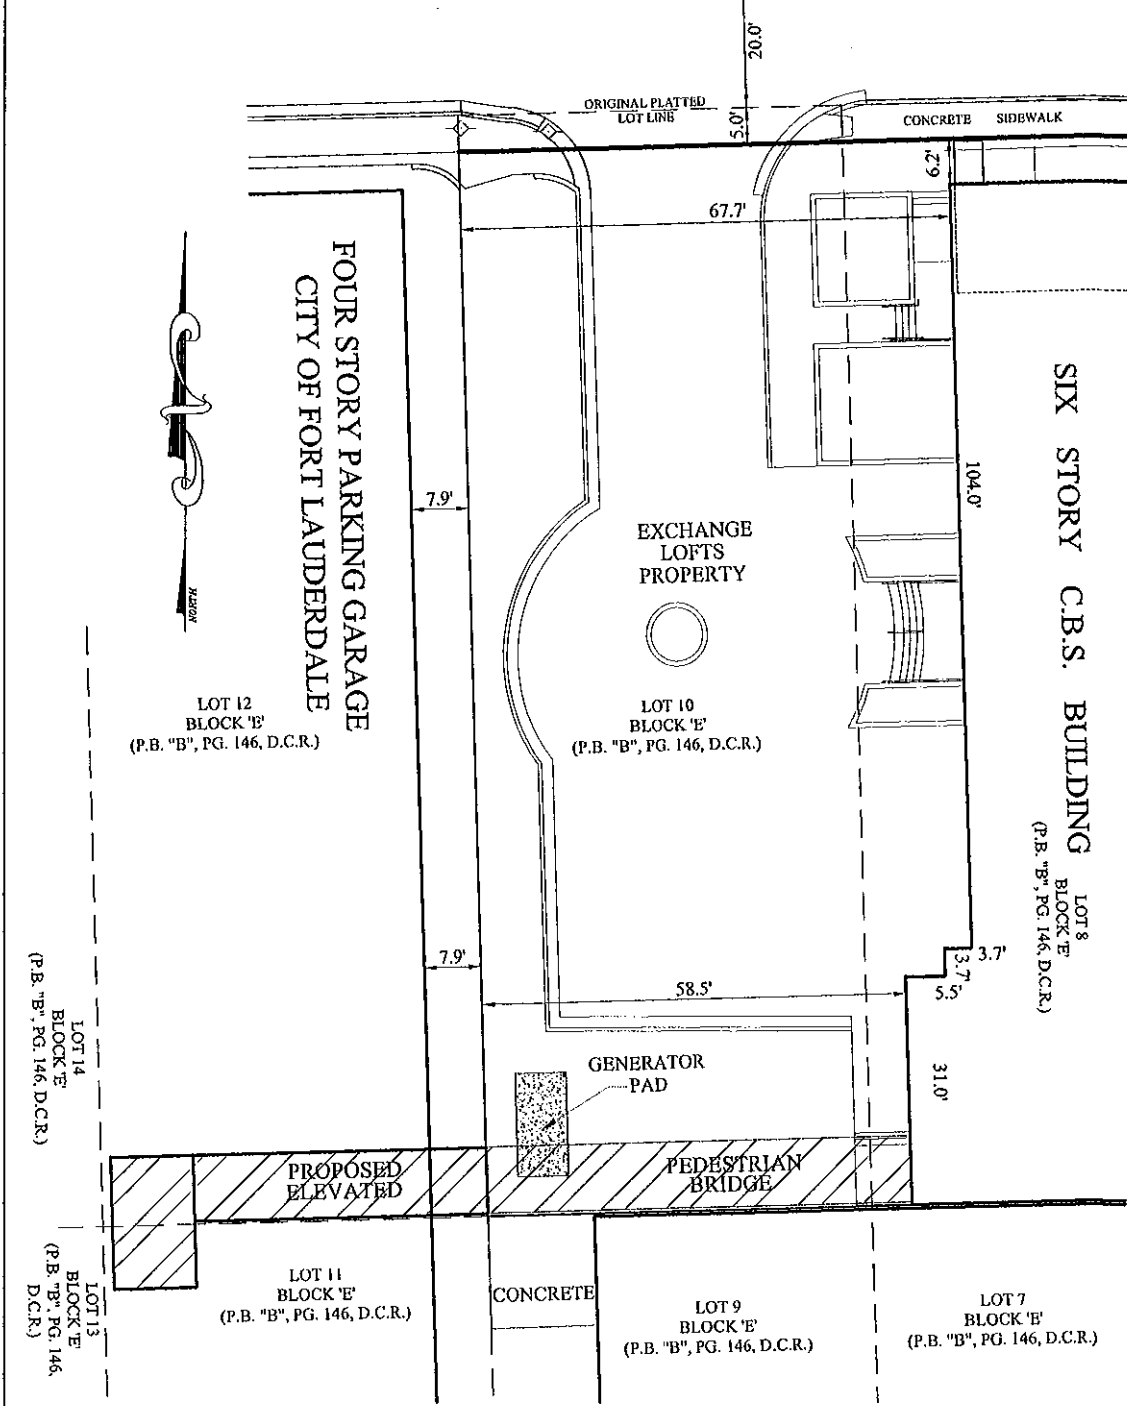 20.0'
ORIGINAL PLATTED
LOT LINE
5.0'
CONCRETE SIDEWALK
6.2'
67.7'
FOUR STORY PARKING GARAGE
CITY OF FORT LAUDERDALE
NORTH
SIX STORY C.B.S. BUILDING
104.0'
7.9'
EXCHANGE
LOFTS
PROPERTY
LOT 12
BLOCK 'E'
(P.B. "B", PG. 146, D.C.R.)
LOT 10
BLOCK 'E'
(P.B. "B", PG. 146, D.C.R.)
LOT 8
BLOCK 'E'
(P.B. "B", PG. 146, D.C.R.)
7.9'
3.7'
3.7'
5.5'
58.5'
LOT 14
BLOCK 'E'
(P.B. "B", PG. 146, D.C.R.)
GENERATOR
PAD
31.0'
PROPOSED
ELEVATED
PEDESTRIAN
BRIDGE
LOT 13
BLOCK 'E'
(P.B. "B", PG. 146,
D.C.R.)
LOT 11
BLOCK 'E'
(P.B. "B", PG. 146, D.C.R.)
CONCRETE
LOT 9
BLOCK 'E'
(P.B. "B", PG. 146, D.C.R.)
LOT 7
BLOCK 'E'
(P.B. "B", PG. 146, D.C.R.)